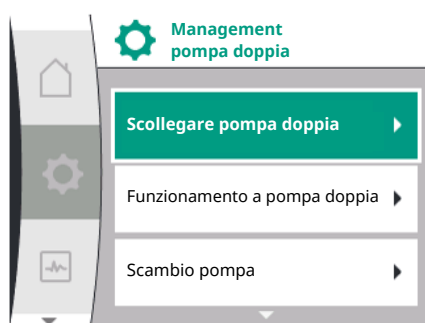 Management
pompa doppia
Scollegare pompa doppia
Funzionamento a pompa doppia
Scambio pompa